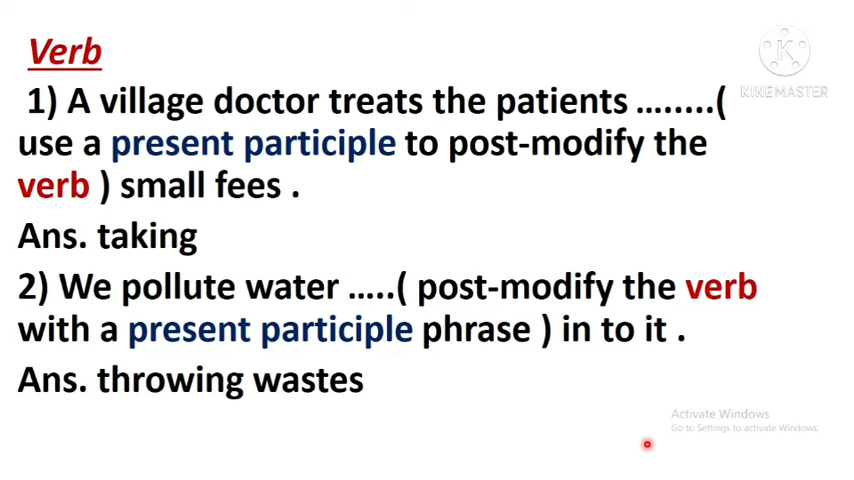 Verb
1) A village doctor treats the patients ….…..(
use a present participle to post-modify the
verb ) small fees .
Ans. taking
2) We pollute water …..( post-modify the verb
with a present participle phrase ) in to it .
Ans. throwing wastes
K
KINEMASTER
Activate Windows
Go to Settings to activate Windows.